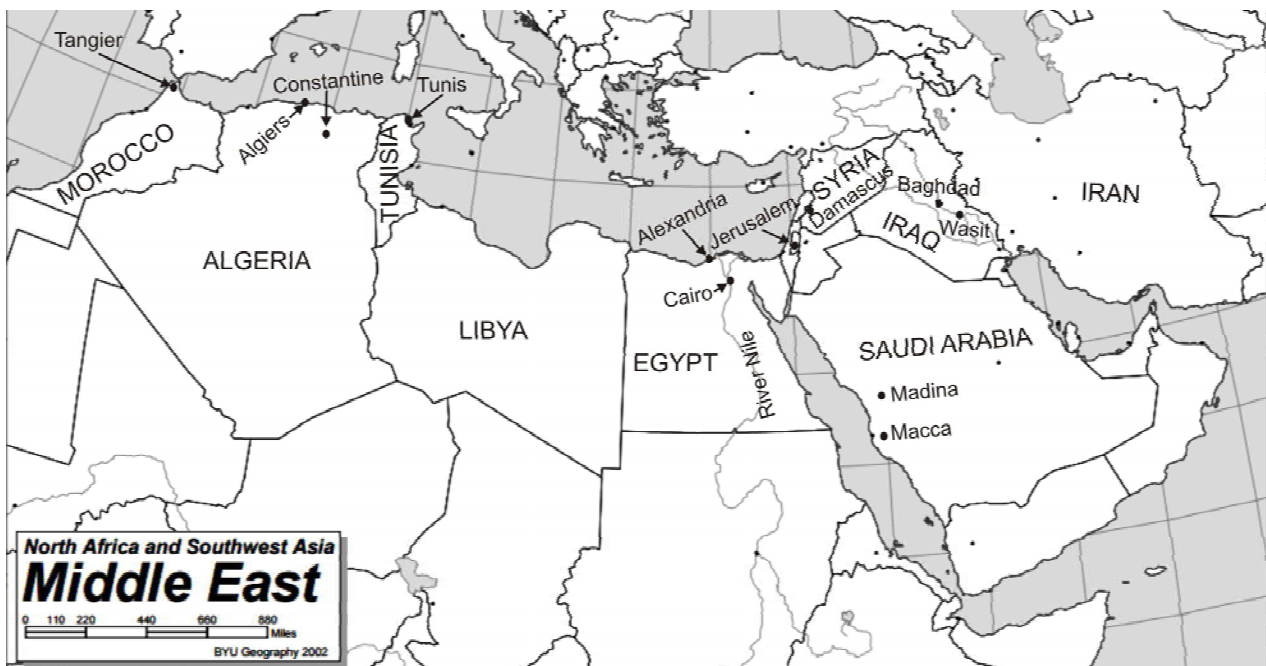 Tangier
Constantine
Tunis
Algiers
MOROCCO
TUNISIA
ALGERIA
LIBYA
EGYPT
Alexandria
Jerusalem
Cairo
River Nile
SYRIA
Damascus
Baghdad
Wasit
IRAQ
IRAN
SAUDI ARABIA
Madina
Macca
North Africa and Southwest Asia
Middle East
0 110 220 440 660 880
Miles
BYU Geography 2002